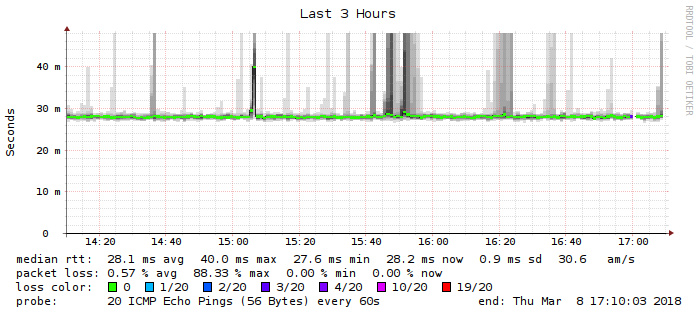 Last 3 Hours
RRDTOOL / TOBI OETIKER
Seconds
40 m
30 m
20 m
10 m
0
14:20 14:40 15:00 15:20 15:40 16:00 16:20 16:40 17:00
median rtt: 28.1 ms avg 40.0 ms max 27.6 ms min 28.2 ms now 0.9 ms sd 30.6 am/s
packet loss: 0.57 % avg 88.33 % max 0.00 % min 0.00 % now
loss color: 0 1/20 2/20 3/20 4/20 10/20 19/20
probe: 20 ICMP Echo Pings (56 Bytes) every 60s end: Thu Mar 8 17:10:03 2018